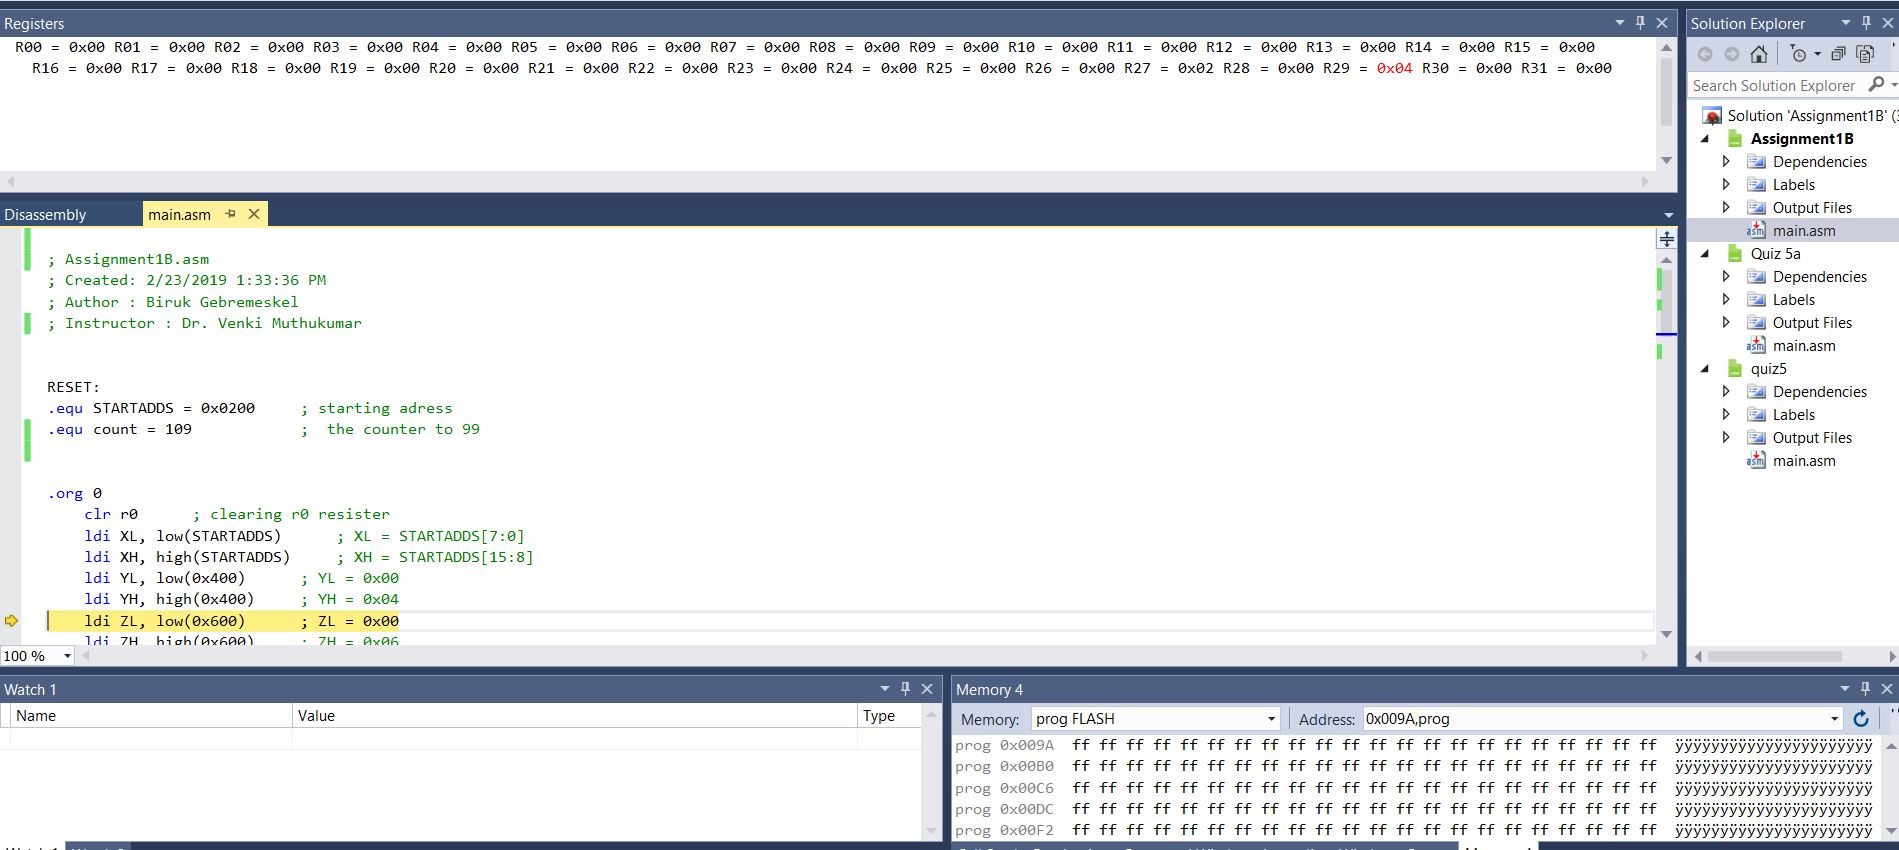 Registers
R00 = 0x00 R01 = 0x00 R02 = 0x00 R03 = 0x00 R04 = 0x00 R05 = 0x00 R06 = 0x00 R07 = 0x00 R08 = 0x00 R09 = 0x00 R10 = 0x00 R11 = 0x00 R12 = 0x00 R13 = 0x00 R14 = 0x00 R15 = 0x00
R16 = 0x00 R17 = 0x00 R18 = 0x00 R19 = 0x00 R20 = 0x00 R21 = 0x00 R22 = 0x00 R23 = 0x00 R24 = 0x00 R25 = 0x00 R26 = 0x00 R27 = 0x02 R28 = 0x00 R29 = 0x04 R30 = 0x00 R31 = 0x00
Disassembly main.asm
; Assignment1B.asm
; Created: 2/23/2019 1:33:36 PM
; Author : Biruk Gebremeskel
; Instructor : Dr. Venki Muthukumar
RESET:
.equ STARTADDS = 0x0200 ; starting adress
.equ count = 109 ; the counter to 99
.org 0
clr r0 ; clearing r0 resister
ldi XL, low(STARTADDS) ; XL = STARTADDS[7:0]
ldi XH, high(STARTADDS) ; XH = STARTADDS[15:8]
ldi YL, low(0x400) ; YL = 0x00
ldi YH, high(0x400) ; YH = 0x04
ldi ZL, low(0x600) ; ZL = 0x00
ldi ZH, high(0x600) ; ZH = 0x06
100 %
Solution Explorer
Search Solution Explorer
Solution 'Assignment1B' (
Assignment1B
Dependencies
Labels
Output Files
main.asm
Quiz 5a
Dependencies
Labels
Output Files
main.asm
quiz5
Dependencies
Labels
Output Files
main.asm
Watch 1
Name Value Type
Memory 4
Memory: prog FLASH Address: 0x009A,prog
prog 0x009A ff ff ff ff ff ff ff ff ff ff ff ff ff ff ff ff ff ff ff ff ff ff ÿÿÿÿÿÿÿÿÿÿÿÿÿÿÿÿÿÿÿÿÿÿ
prog 0x00B0 ff ff ff ff ff ff ff ff ff ff ff ff ff ff ff ff ff ff ff ff ff ff ÿÿÿÿÿÿÿÿÿÿÿÿÿÿÿÿÿÿÿÿÿÿ
prog 0x00C6 ff ff ff ff ff ff ff ff ff ff ff ff ff ff ff ff ff ff ff ff ff ff ÿÿÿÿÿÿÿÿÿÿÿÿÿÿÿÿÿÿÿÿÿÿ
prog 0x00DC ff ff ff ff ff ff ff ff ff ff ff ff ff ff ff ff ff ff ff ff ff ff ÿÿÿÿÿÿÿÿÿÿÿÿÿÿÿÿÿÿÿÿÿÿ
prog 0x00F2 ff ff ff ff ff ff ff ff ff ff ff ff ff ff ff ff ff ff ff ff ff ff ÿÿÿÿÿÿÿÿÿÿÿÿÿÿÿÿÿÿÿÿÿÿ